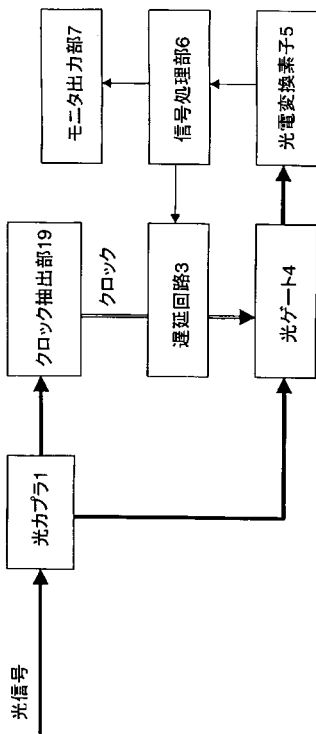 光信号
光カプラ1
クロック抽出部19
クロック
遅延回路3
光ゲート4
モニタ出力部7
信号処理部6
光電変換素子5